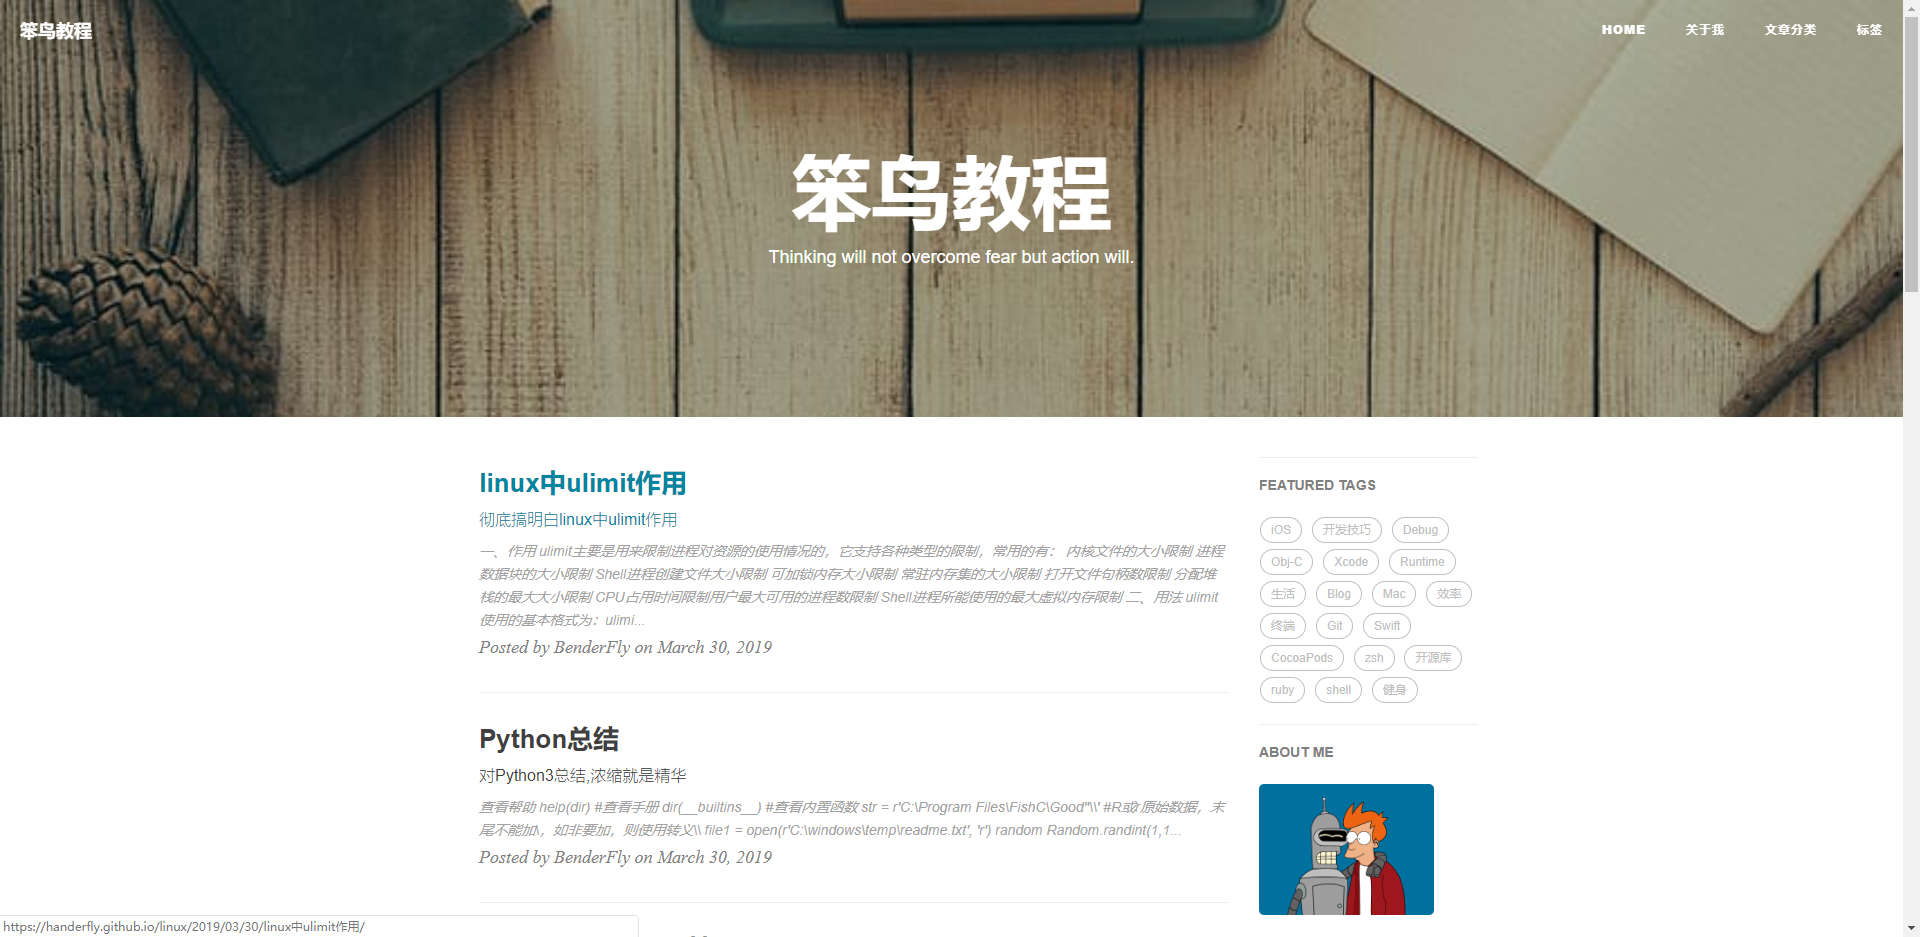 笨鸟教程
HOME 关于我 文章分类 标签
笨鸟教程
Thinking will not overcome fear but action will.
linux中ulimit作用
彻底搞明白linux中ulimit作用
一、作用 ulimit主要是用来限制进程对资源的使用情况的，它支持各种类型的限制，常用的有： 内核文件的大小限制 进程
数据块的大小限制 Shell进程创建文件大小限制 可加锁内存大小限制 常驻内存集的大小限制 打开文件句柄数限制 分配堆
栈的最大大小限制 CPU占用时间限制用户最大可用的进程数限制 Shell进程所能使用的最大虚拟内存限制 二、用法 ulimit
使用的基本格式为：ulimi...
Posted by BenderFly on March 30, 2019
Python总结
对Python3总结,浓缩就是精华
查看帮助 help(dir) #查看手册 dir(__builtins__) #查看内置函数 str = r'C:\Program Files\FishC\Good"\\' #R或r原始数据，末
尾不能加\，如非要加，则使用转义\\ file1 = open(r'C:\windows\temp\readme.txt', 'r') random Random.randint(1,1...
Posted by BenderFly on March 30, 2019
FEATURED TAGS
iOS 开发技巧 Debug
Obj-C Xcode Runtime
生活 Blog Mac 效率
终端 Git Swift
CocoaPods zsh 开源库
ruby shell 健身
ABOUT ME
https://handerfly.github.io/linux/2019/03/30/linux中ulimit作用/